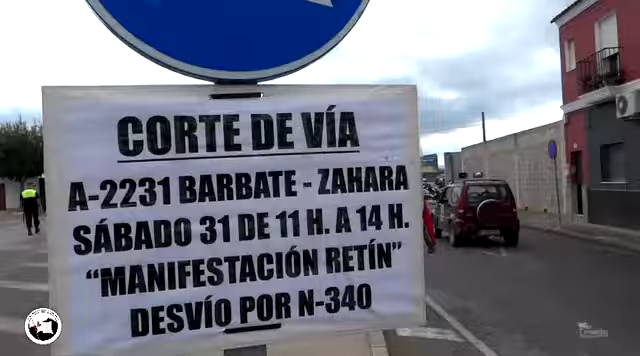 CORTE DE VÍA
A-2231 BARBATE - ZAHARA
SÁBADO 31 DE 11 H. A 14 H.
“MANIFESTACIÓN RETÍN”
DESVÍO POR N-340